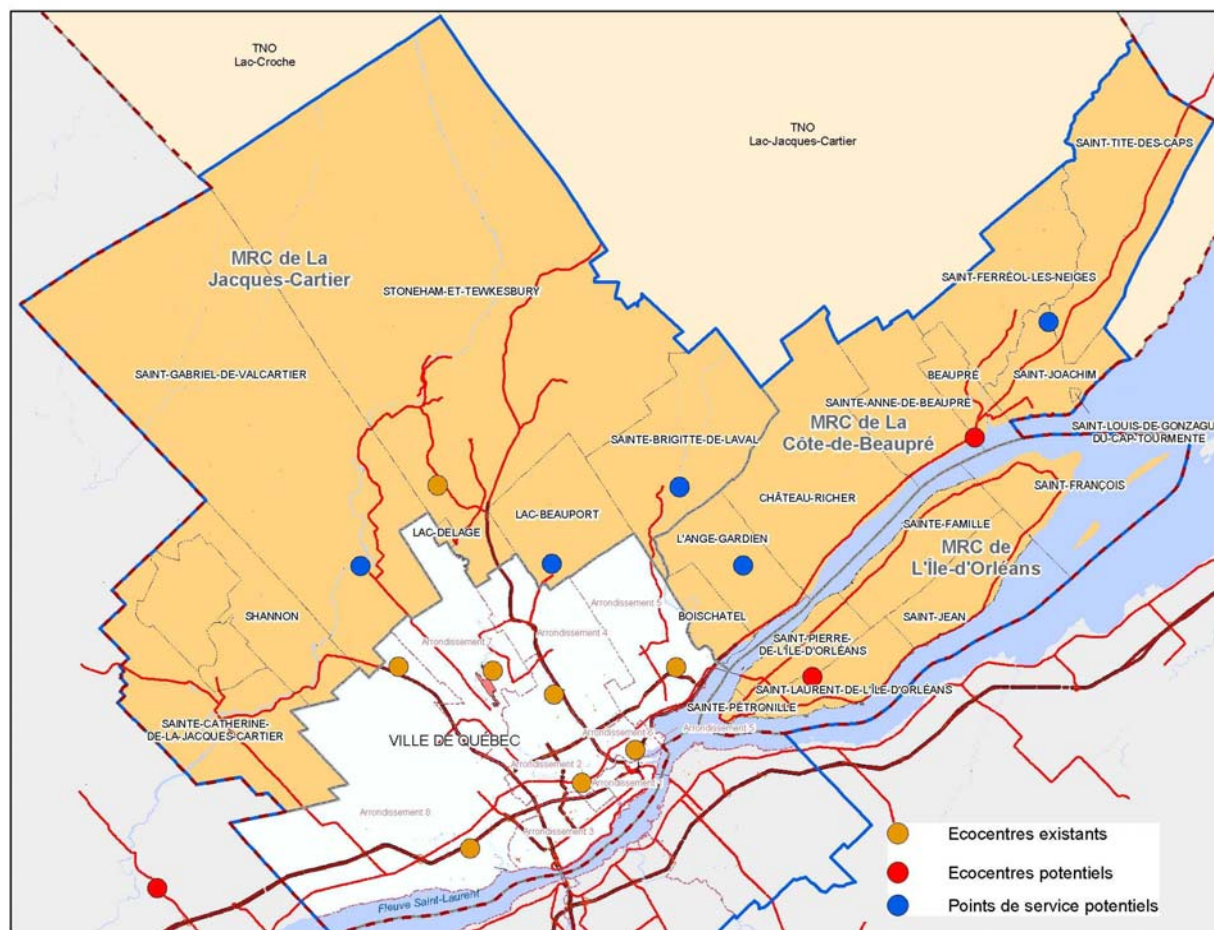 TNO
Lac-Croche
TNO
Lac-Jacques-Cartier
SAINT-TITE-DES-CAPS
MRC de La
Jacques-Cartier
STONEHAM-ET-TEWKESBURY
SAINT-FERRÉOL-LES-NEIGES
SAINT-GABRIEL-DE-VALCARTIER
BEAUPRÉ
SAINT-JOACHIM
SAINTE-ANNE-DE-BEAUPRÉ
MRC de La
Côte-de-Beaupré
SAINT-LOUIS-DE-GONZAGU
DU-CAP-TOURMENTE
SAINTE-BRIGITTE-DE-LAVAL
SAINT-FRANÇOIS
CHÂTEAU-RICHER
LAC-BEAUPORT
SAINTE-FAMILLE
LAC-DELAGE
L'ANGE-GARDIEN
MRC de
L'Île-d'Orléans
Arrondissement 5
SHANNON
BOISCHATEL
SAINT-JEAN
Arrondissement 4
Arrondissement 7
SAINT-PIERRE-
DE-L'ÎLE-D'ORLÉANS
SAINT-LAURENT-DE-L'ÎLE-D'ORLÉANS
SAINTE-PÉTRONILLE
SAINTE-CATHERINE-
DE-LA-JACQUES-CARTIER
Arrondissement 5
Arrondissement 6
VILLE DE QUÉBEC
Arrondissement 2
Arrondissement
Arrondissement 8
Arrondissement 3
Fleuve Saint-Laurent
Ecocentres existants
Ecocentres potentiels
Points de service potentiels